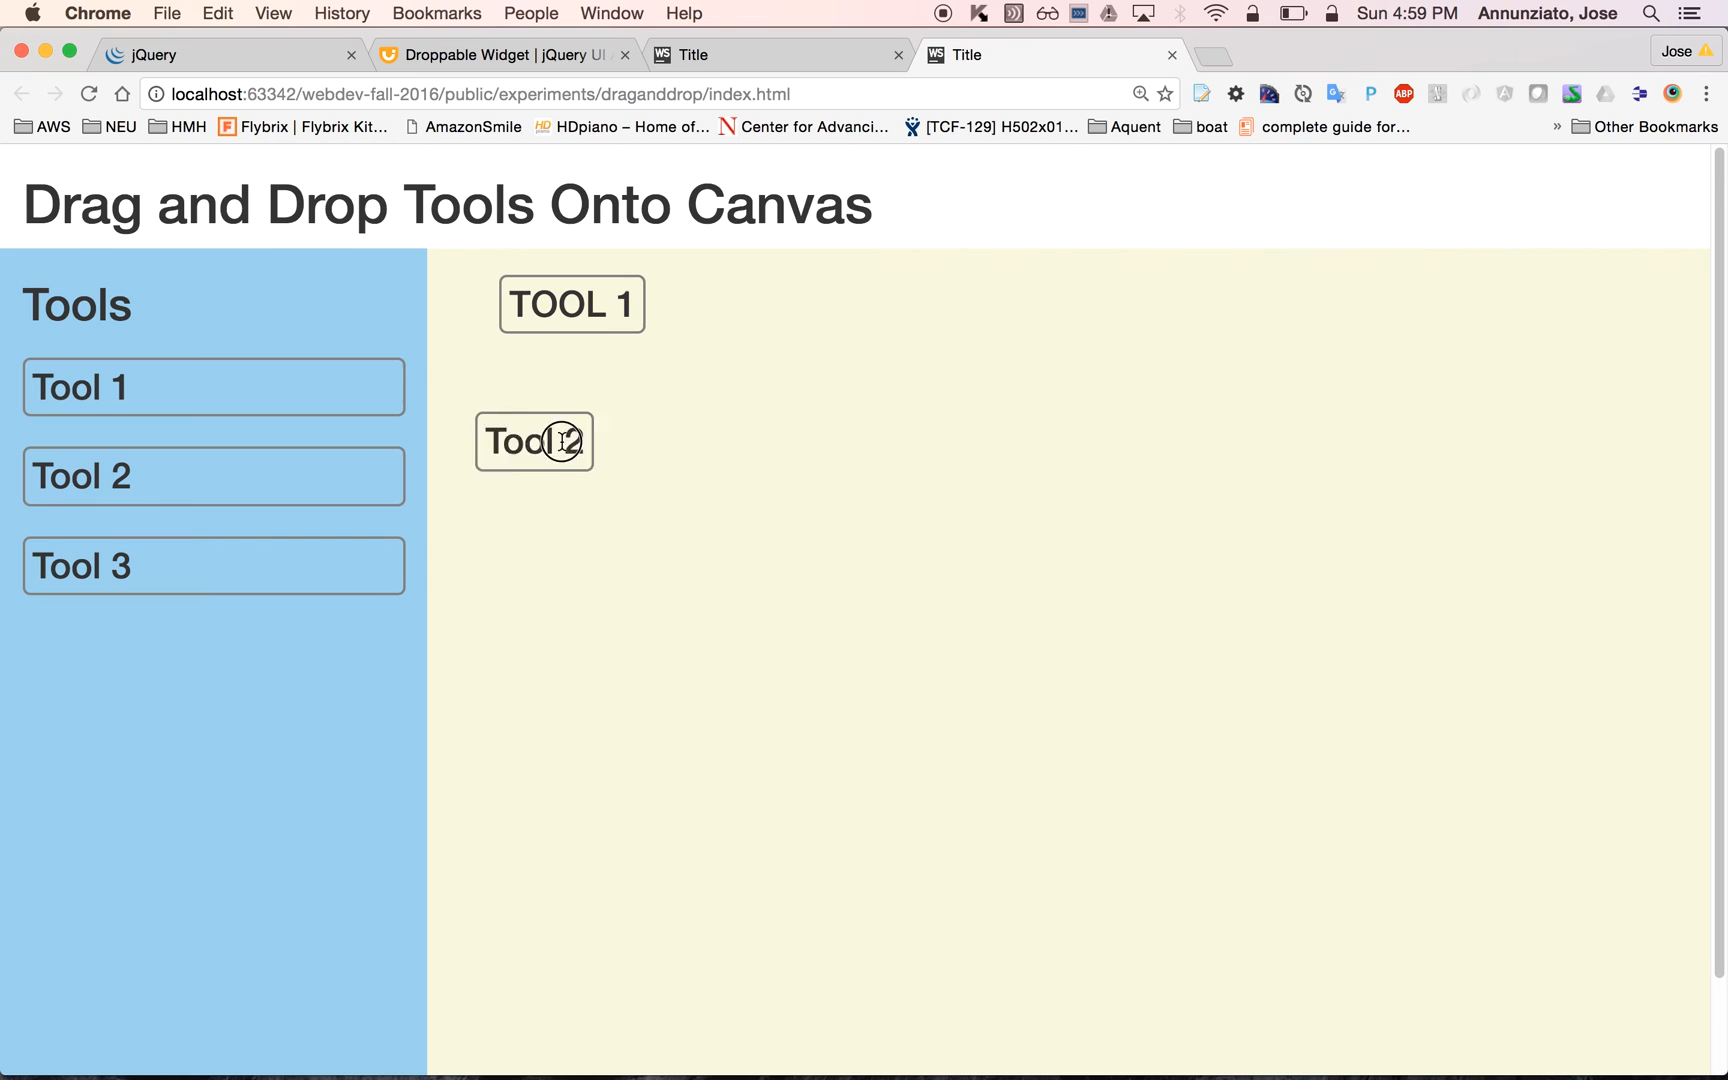 Chrome File Edit View History Bookmarks People Window Help Sun 4:59 PM Annunziato, Jose
jQuery Droppable Widget | jQuery UI Title Title Jose
localhost:63342/webdev-fall-2016/public/experiments/draganddrop/index.html
AWS NEU HMH Flybrix | Flybrix Kit... AmazonSmile HDpiano – Home of... Center for Advanci... [TCF-129] H502x01... Aquent boat complete guide for... » Other Bookmarks
Drag and Drop Tools Onto Canvas
Tools
Tool 1
Tool 2
Tool 3
TOOL 1
Tool 2